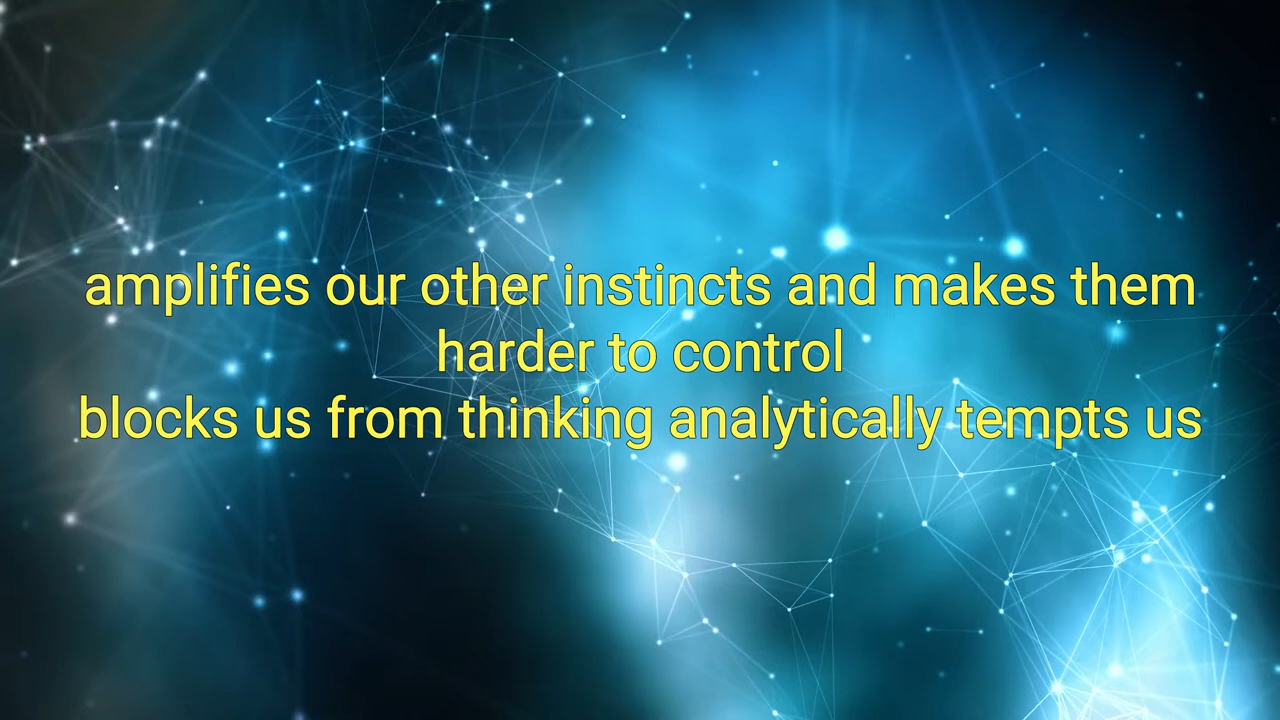 amplifies our other instincts and makes them
harder to control
blocks us from thinking analytically tempts us